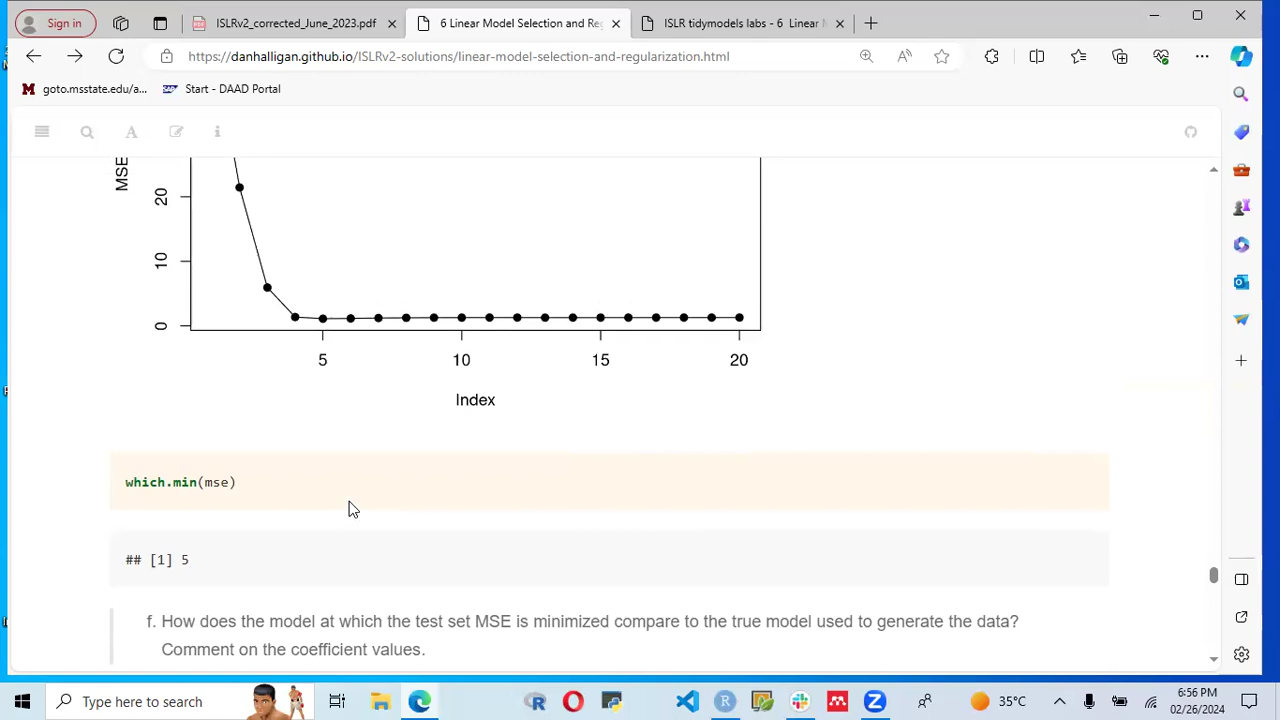 ISLRv2_corrected_June_2023.pdf
6 Linear Model Selection and Re
ISLR tidymodels labs - 6 Linear M
Sign in
https://danhalligan.github.io/ISLRv2-solutions/linear-model-selection-and-regularization.html
goto.msstate.edu/a...
Start - DAAD Portal
MSE
20
10
0
5
10
15
20
Index
which.min(mse)
## [1] 5
f. How does the model at which the test set MSE is minimized compare to the true model used to generate the data?
Comment on the coefficient values.
Type here to search
35°C
6:56 PM
02/26/2024